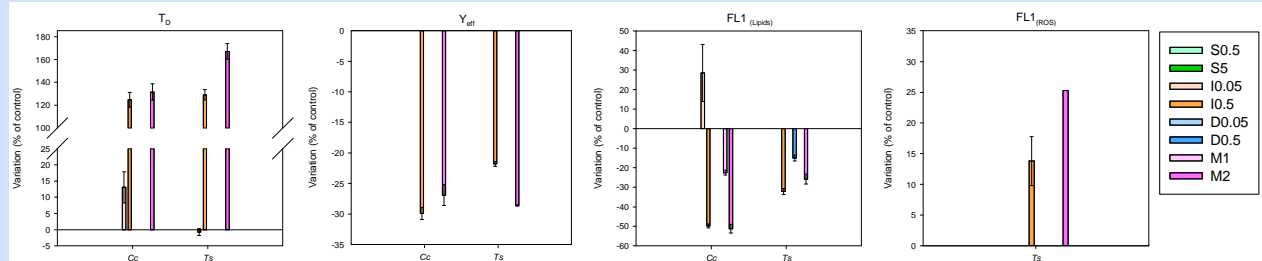 T_D
Variation (% of control)
180
160
140
120
100
25
20
15
10
5
0
-5
Cc
Ts
Y_eff
Variation (% of control)
0
-5
-10
-15
-20
-25
-30
-35
Cc
Ts
FL1 (Lipids)
Variation (% of control)
50
40
30
20
10
0
-10
-20
-30
-40
-50
-60
Cc
Ts
FL1(ROS)
Variation (% of control)
35
30
25
20
15
10
5
0
Ts
S0.5
S5
I0.05
I0.5
D0.05
D0.5
M1
M2